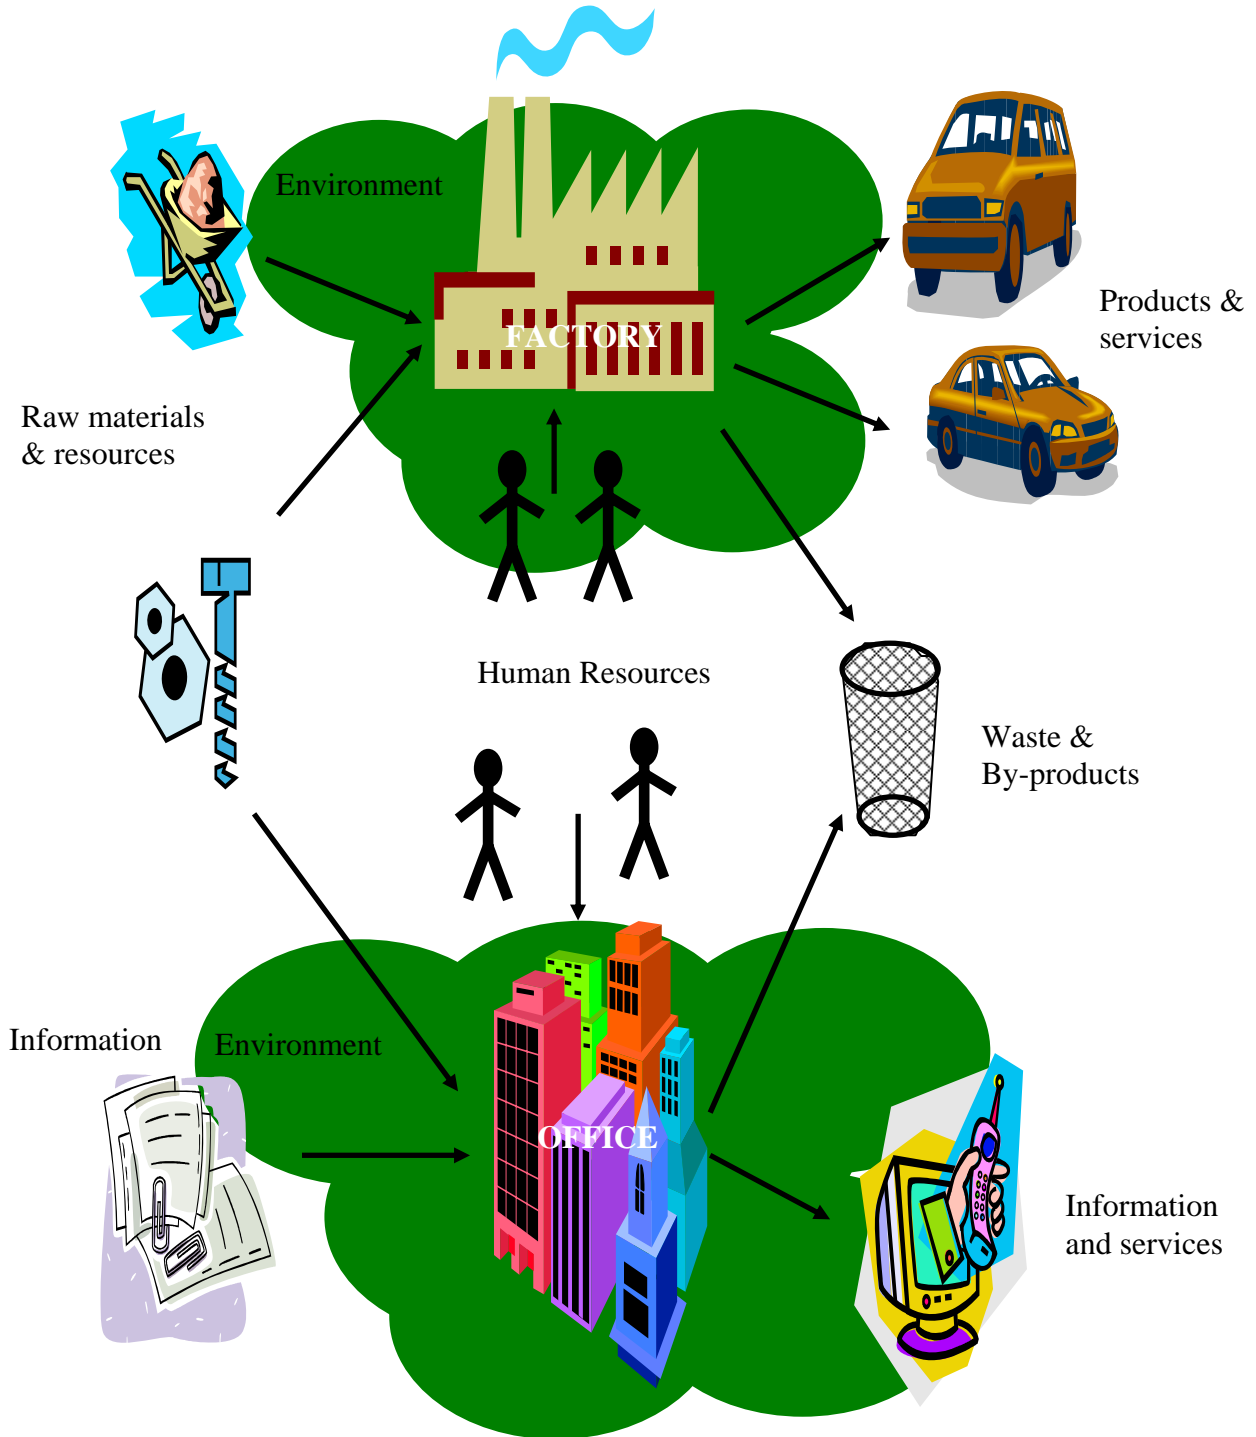 Environment
FACTORY
Products &
services
Raw materials
& resources
Human Resources
Waste &
By-products
Information
Environment
OFFICE
Information
and services